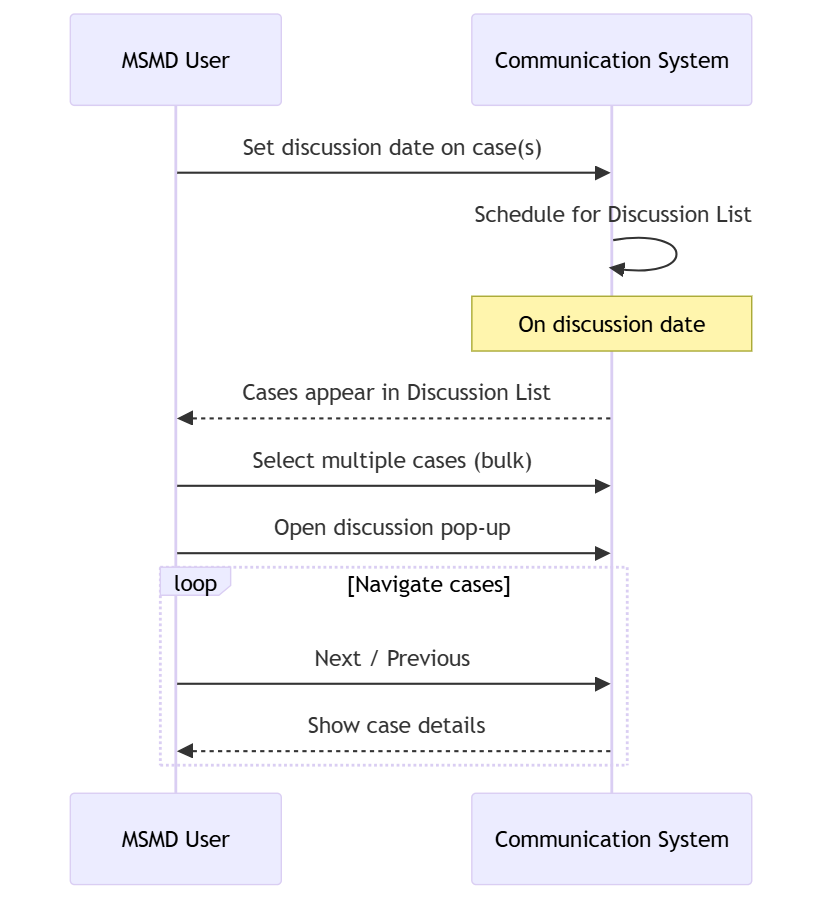 MSMD User
Communication System
Set discussion date on case(s)
Schedule for Discussion List
On discussion date
Cases appear in Discussion List
Select multiple cases (bulk)
Open discussion pop-up
loop
[Navigate cases]
Next / Previous
Show case details
MSMD User
Communication System